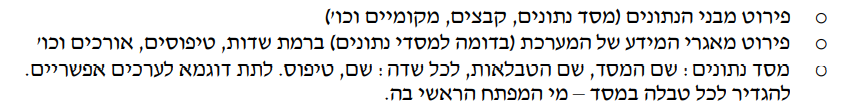 ○ פירוט מבני הנתונים (מסד נתונים, קבצים, מקומיים וכו')
○ פירוט מאגרי המידע של המערכת (בדומה למסדי נתונים) ברמת שדות, טיפוסים, אורכים וכו'
○ מסד נתונים: שם המסד, שם הטבלאות, לכל שדה: שם, טיפוס. לתת דוגמא לערכים אפשריים.
להגדיר לכל טבלה במסד – מי המפתח הראשי בה.